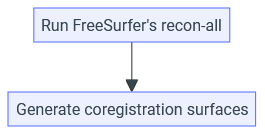 Run FreeSurfer's recon-all
Generate coregistration surfaces